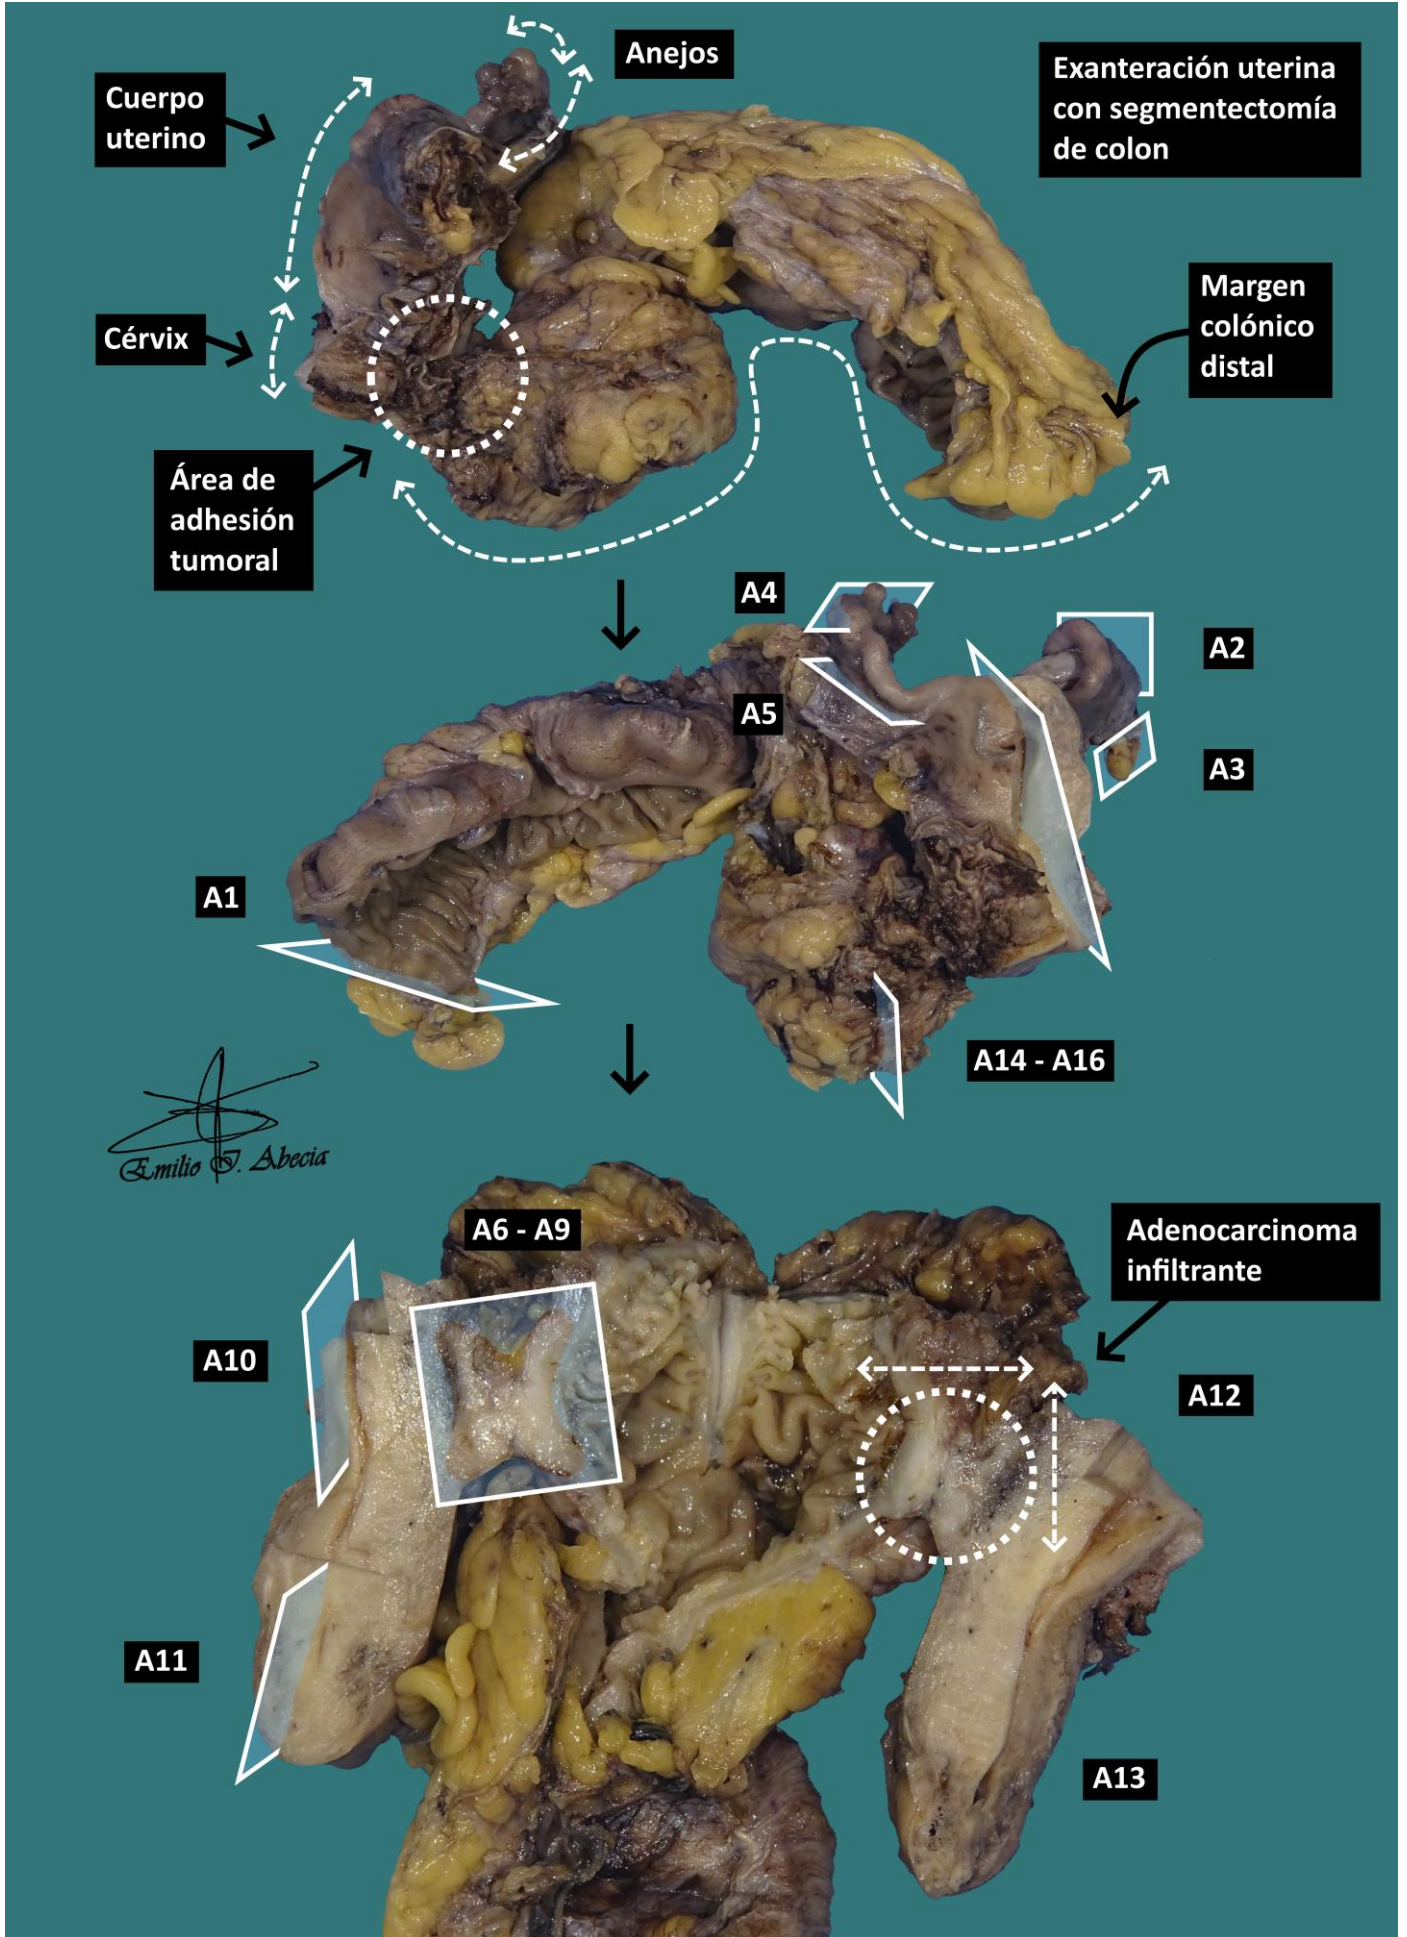 Anejos
Exanteración uterina
con segmentectomía
de colon
Cuerpo
uterino
Margen
colónico
distal
Cérvix
Área de
adhesión
tumoral
A4
A2
A5
A3
A1
A14 - A16
Emilio I. Abecia
A6 - A9
Adenocarcinoma
infiltrante
A10
A12
A11
A13